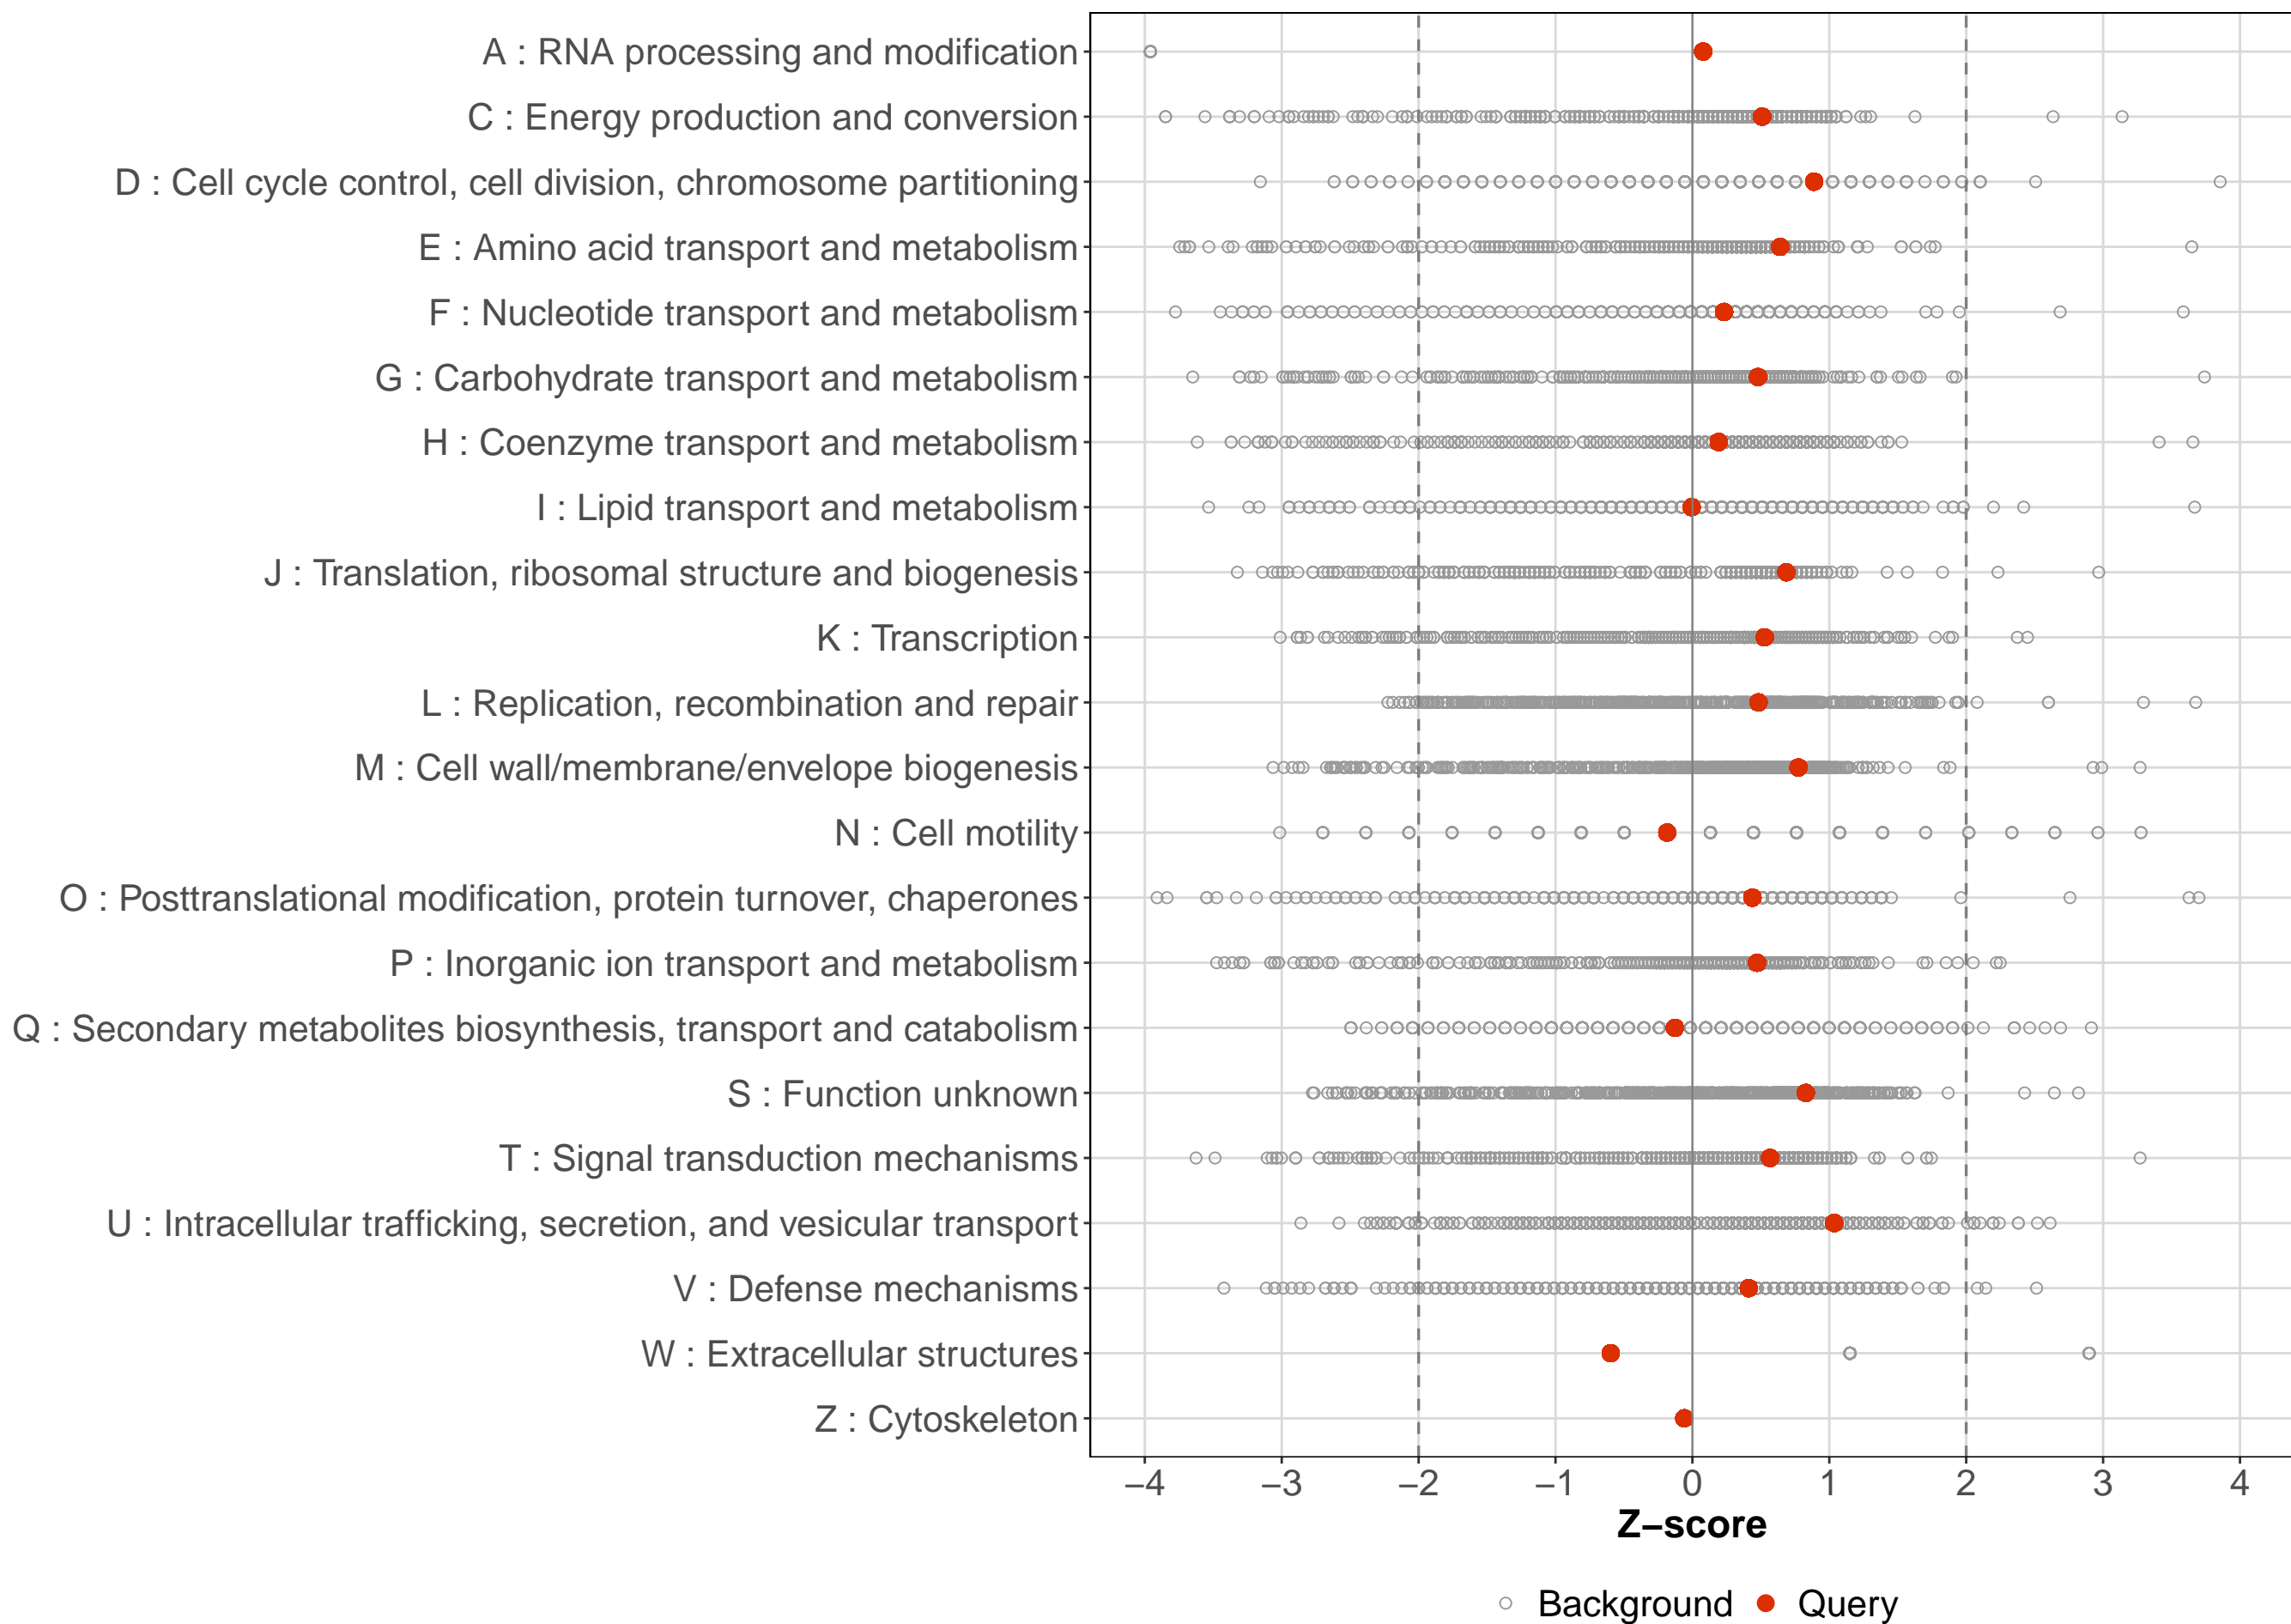 A : RNA processing and modification
C : Energy production and conversion
D : Cell cycle control, cell division, chromosome partitioning
E : Amino acid transport and metabolism
F : Nucleotide transport and metabolism
G : Carbohydrate transport and metabolism
H : Coenzyme transport and metabolism
I : Lipid transport and metabolism
J : Translation, ribosomal structure and biogenesis
K : Transcription
L : Replication, recombination and repair
M : Cell wall/membrane/envelope biogenesis
N : Cell motility
O : Posttranslational modification, protein turnover, chaperones
P : Inorganic ion transport and metabolism
Q : Secondary metabolites biosynthesis, transport and catabolism
S : Function unknown
T : Signal transduction mechanisms
U : Intracellular trafficking, secretion, and vesicular transport
V : Defense mechanisms
W : Extracellular structures
Z : Cytoskeleton
−4 −3 −2 −1 0 1 2 3 4
Z−score
Background Query